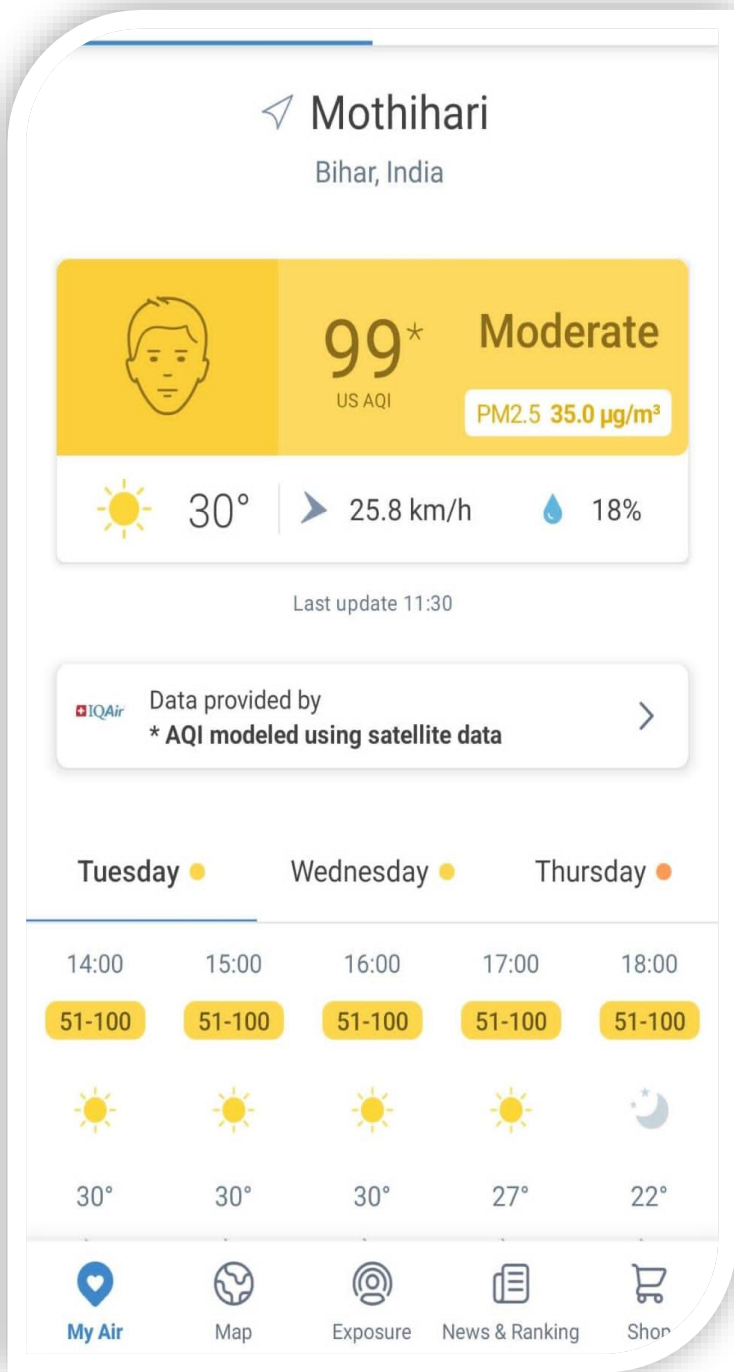 Mothihari
Bihar, India
99* Moderate
US AQI
PM2.5 35.0 µg/m³
30° 25.8 km/h 18%
Last update 11:30
IQAir
Data provided by
* AQI modeled using satellite data
Tuesday Wednesday Thursday
14:00 15:00 16:00 17:00 18:00
51-100 51-100 51-100 51-100 51-100
30° 30° 30° 27° 22°
My Air Map Exposure News & Ranking Shop